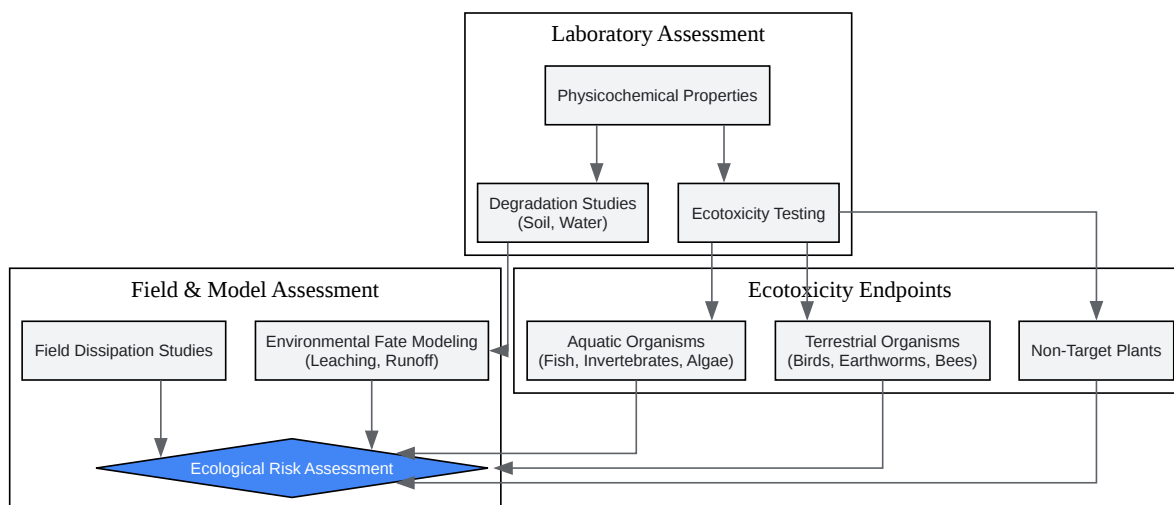 Laboratory Assessment
Physicochemical Properties
Degradation Studies
(Soil, Water)
Ecotoxicity Testing
Field & Model Assessment
Field Dissipation Studies
Environmental Fate Modeling
(Leaching, Runoff)
Ecological Risk Assessment
Ecotoxicity Endpoints
Aquatic Organisms
(Fish, Invertebrates, Algae)
Terrestrial Organisms
(Birds, Earthworms, Bees)
Non-Target Plants